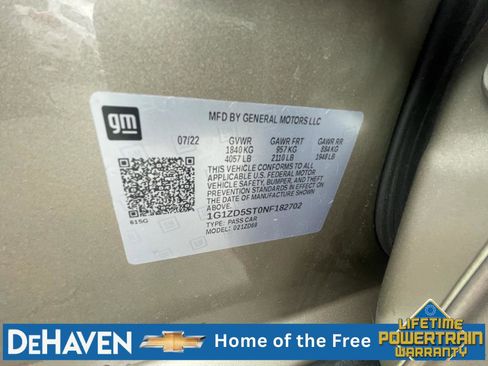 gm
MFD BY GENERAL MOTORS LLC
07/22 GVWR GAWR FRT GAWR RR
1840 KG 957 KG 884 KG
4057 LB 2110 LB 1948 LB
THIS VEHICLE CONFORMS TO ALL
APPLICABLE U.S. FEDERAL MOTOR
VEHICLE SAFETY, BUMPER, AND THEFT
PREVENTION STANDARDS IN EFFECT ON
THE DATE OF MANUFACTURE SHOWN
ABOVE.
1G1ZD5ST0NF182702
TYPE: PASS CAR
MODEL: 021ZD69
61SG
DEHAVEN Home of the Free
LIFETIME
POWERTRAIN
WARRANTY